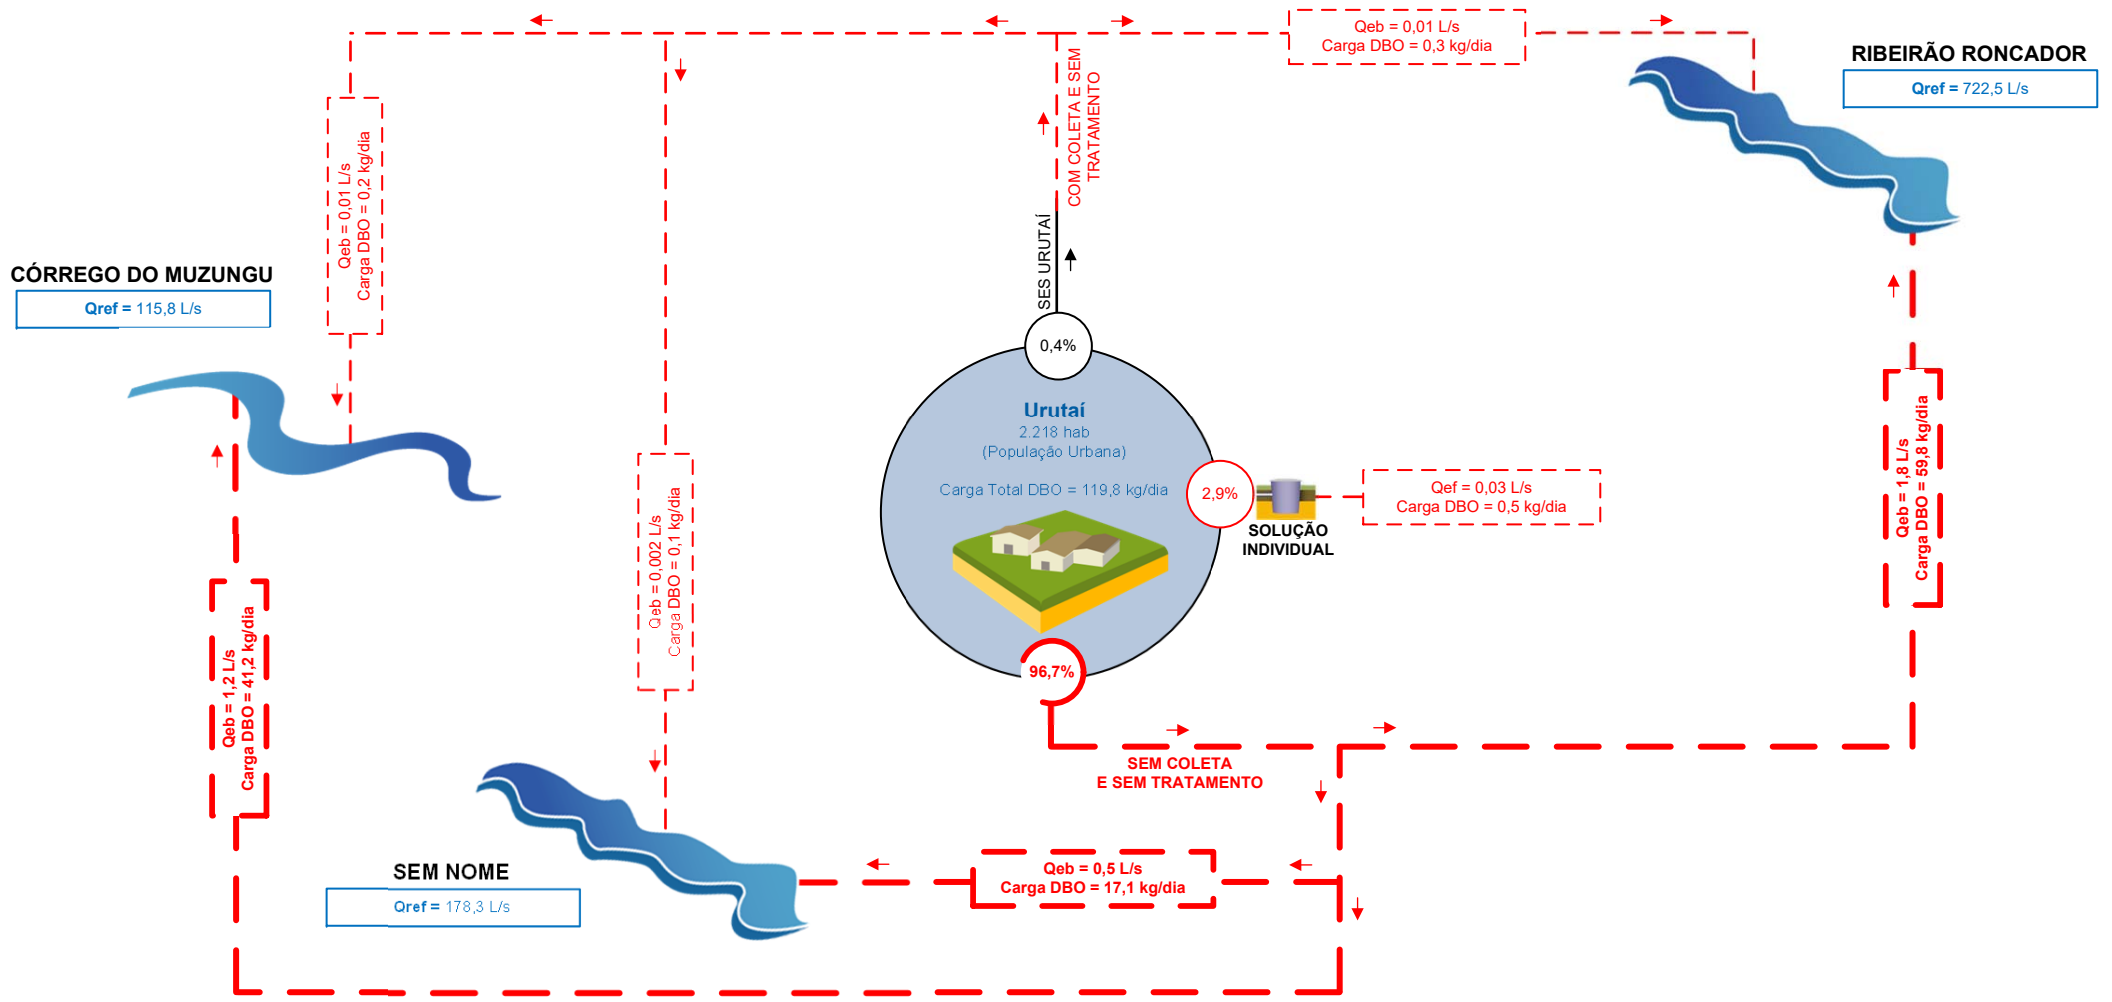 Qeb = 0,01 L/s
Carga DBO = 0,3 kg/dia
RIBEIRÃO RONCADOR
Qref = 722,5 L/s
COM COLETA E SEM
TRATAMENTO
Qeb = 0,01 L/s
Carga DBO = 0,2 kg/dia
SES URUTAÍ
CÓRREGO DO MUZUNGU
Qref = 115,8 L/s
0,4%
Urutaí
2.218 hab
(População Urbana)
Carga Total DBO = 119,8 kg/dia
2,9%
SOLUÇÃO
INDIVIDUAL
Qef = 0,03 L/s
Carga DBO = 0,5 kg/dia
Qeb = 1,8 L/s
Carga DBO = 59,8 kg/dia
Qeb = 0,002 L/s
Carga DBO = 0,1 kg/dia
Qeb = 1,2 L/s
Carga DBO = 41,2 kg/dia
96,7%
SEM COLETA
E SEM TRATAMENTO
SEM NOME
Qref = 178,3 L/s
Qeb = 0,5 L/s
Carga DBO = 17,1 kg/dia